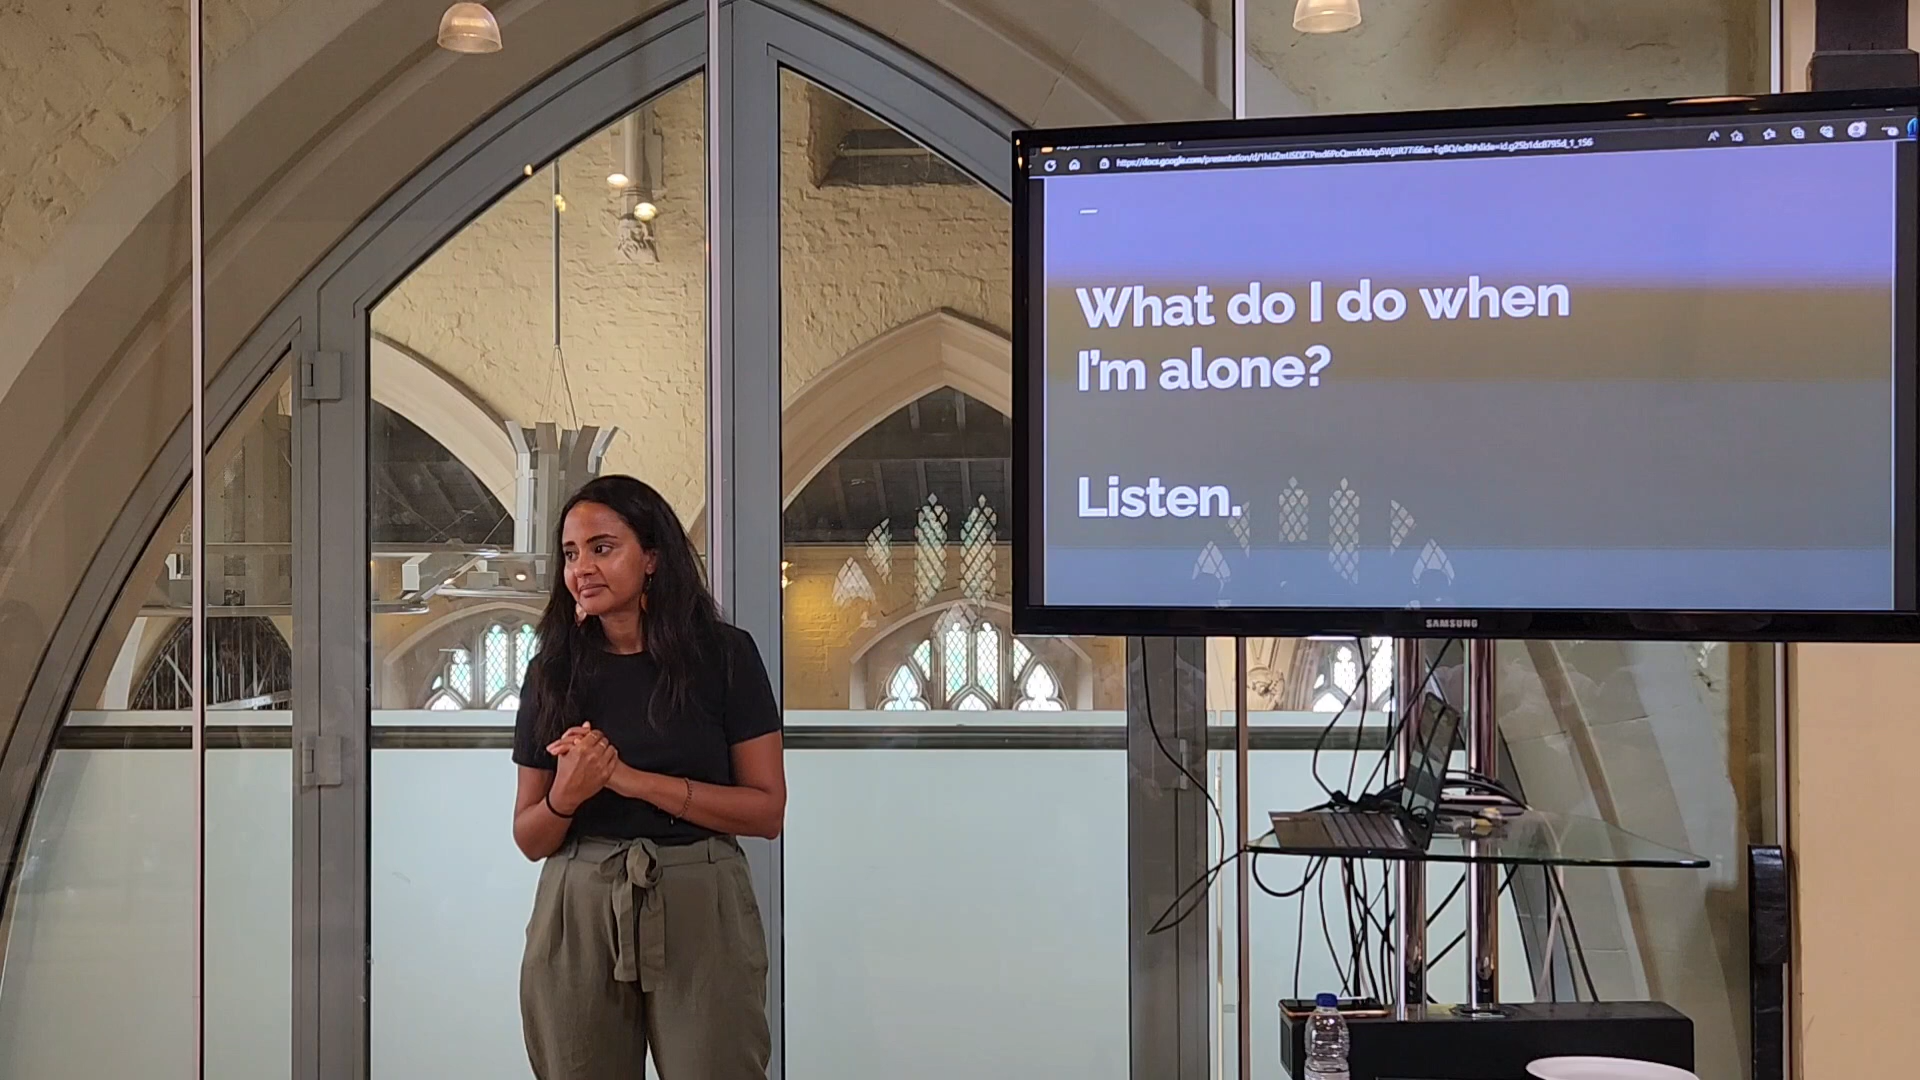 What do I do when
I'm alone?
Listen.
SAMSUNG